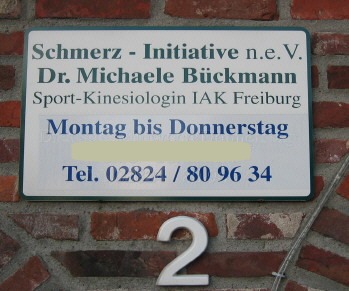 Schmerz - Initiative n.e.V.
Dr. Michaele Bückmann
Sport-Kinesiologin IAK Freiburg
Montag bis Donnerstag
Tel. 02824 / 80 96 34
2